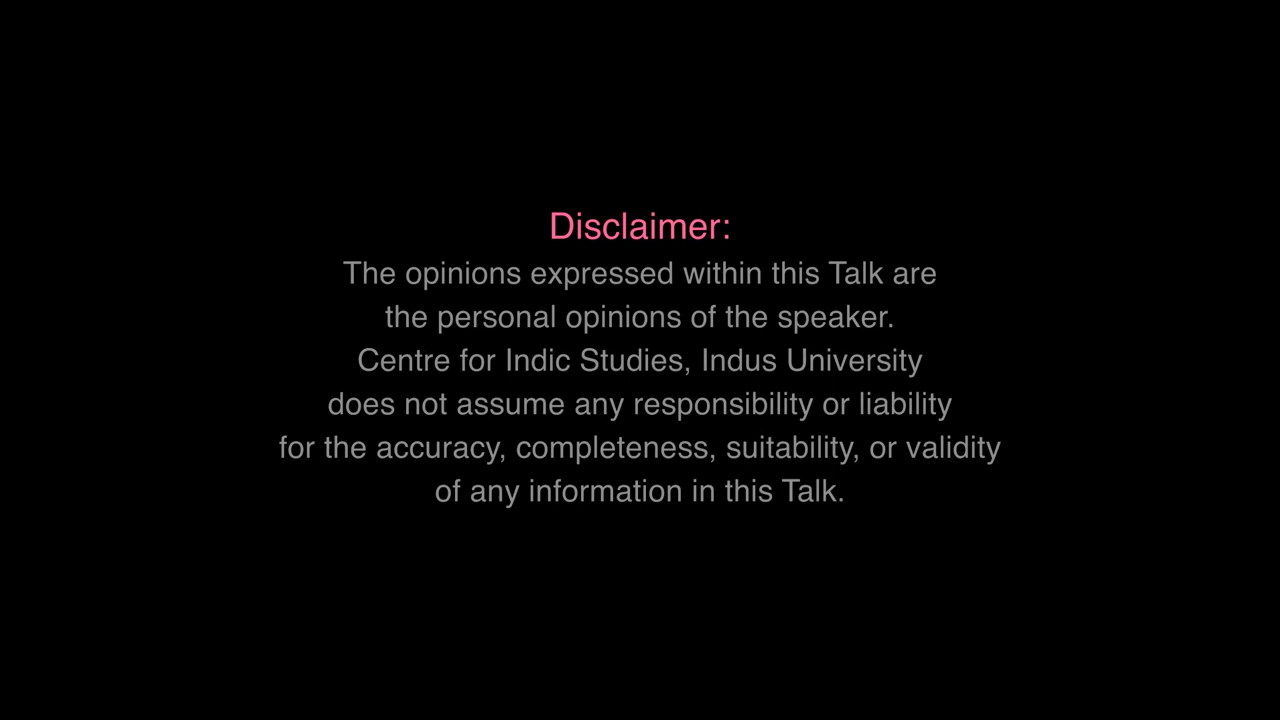 Disclaimer:
The opinions expressed within this Talk are
the personal opinions of the speaker.
Centre for Indic Studies, Indus University
does not assume any responsibility or liability
for the accuracy, completeness, suitability, or validity
of any information in this Talk.